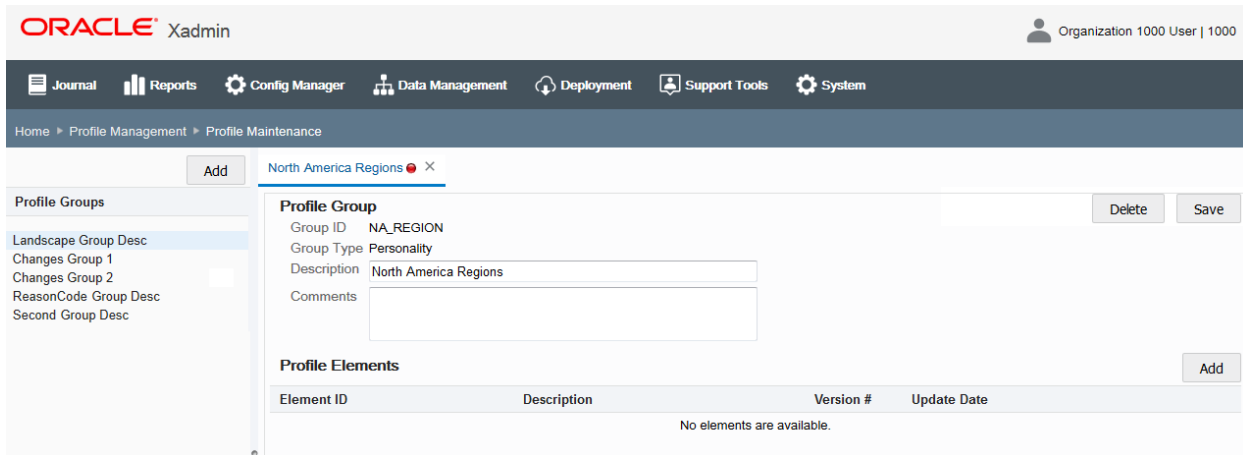 ORACLE Xadmin
Organization 1000 User | 1000
Journal Reports Config Manager Data Management Deployment Support Tools System
Home Profile Management Profile Maintenance
Add
North America Regions
Profile Groups
Landscape Group Desc
Changes Group 1
Changes Group 2
ReasonCode Group Desc
Second Group Desc
Profile Group
Delete Save
Group ID NA_REGION
Group Type Personality
Description North America Regions
Comments
Profile Elements
Add
Element ID Description Version # Update Date
No elements are available.